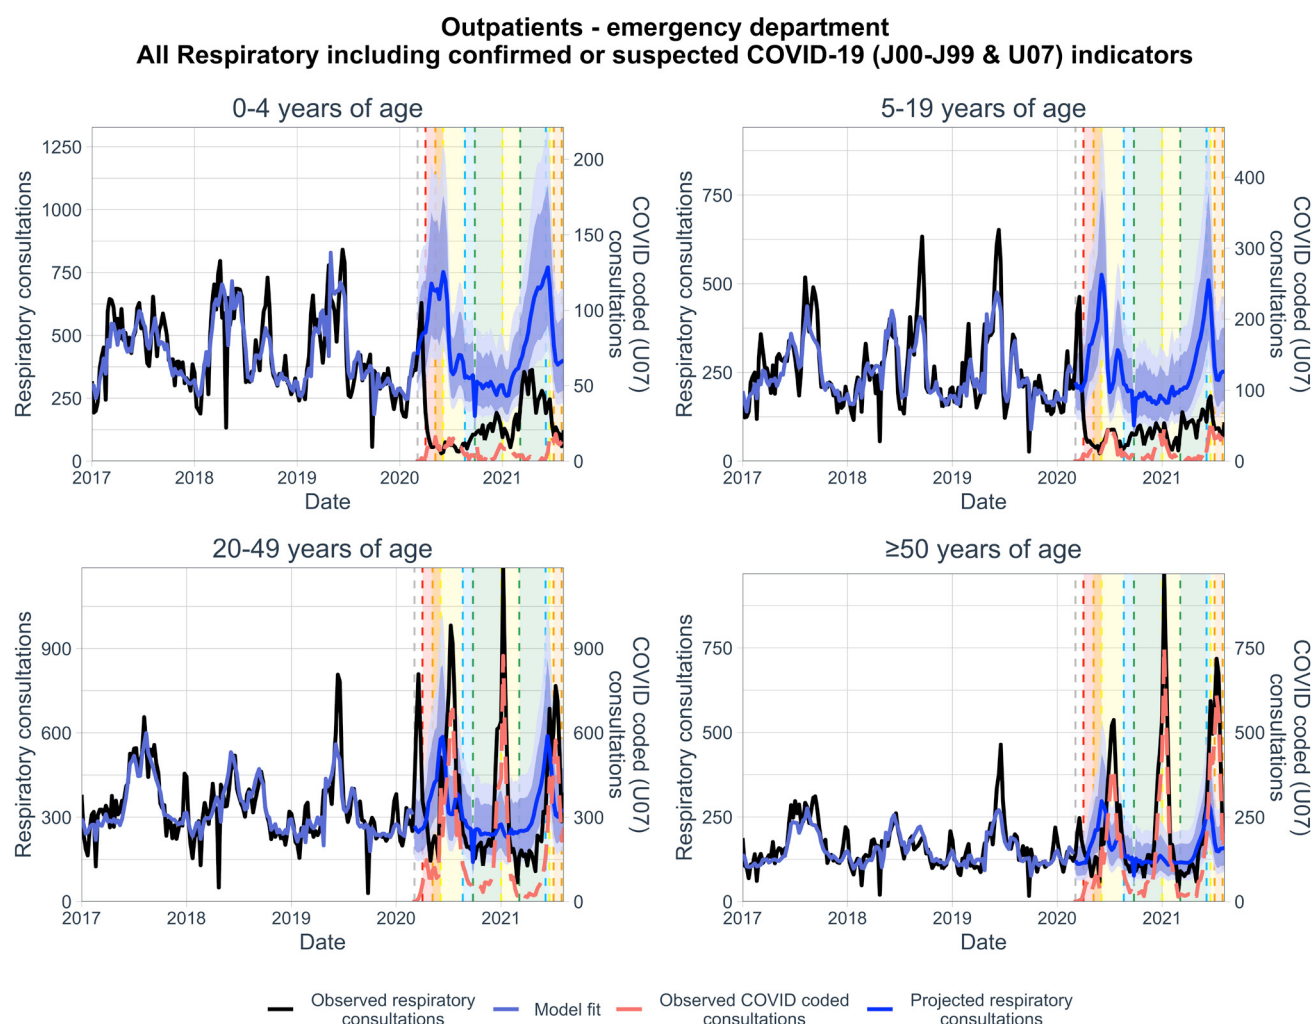 Outpatients - emergency department
All Respiratory including confirmed or suspected COVID-19 (J00-J99 & U07) indicators
0-4 years of age
Respiratory consultations
1250
1000
750
500
250
0
200
150
100
50
0
COVID coded (U07)
consultations
2017 2018 2019 2020 2021
Date
5-19 years of age
Respiratory consultations
750
500
250
0
400
300
200
100
0
COVID coded (U07)
consultations
2017 2018 2019 2020 2021
Date
20-49 years of age
Respiratory consultations
900
600
300
0
900
600
300
0
COVID coded (U07)
consultations
2017 2018 2019 2020 2021
Date
≥50 years of age
Respiratory consultations
750
500
250
0
750
500
250
0
COVID coded (U07)
consultations
2017 2018 2019 2020 2021
Date
Observed respiratory
consultations
Model fit
Observed COVID coded
consultations
Projected respiratory
consultations